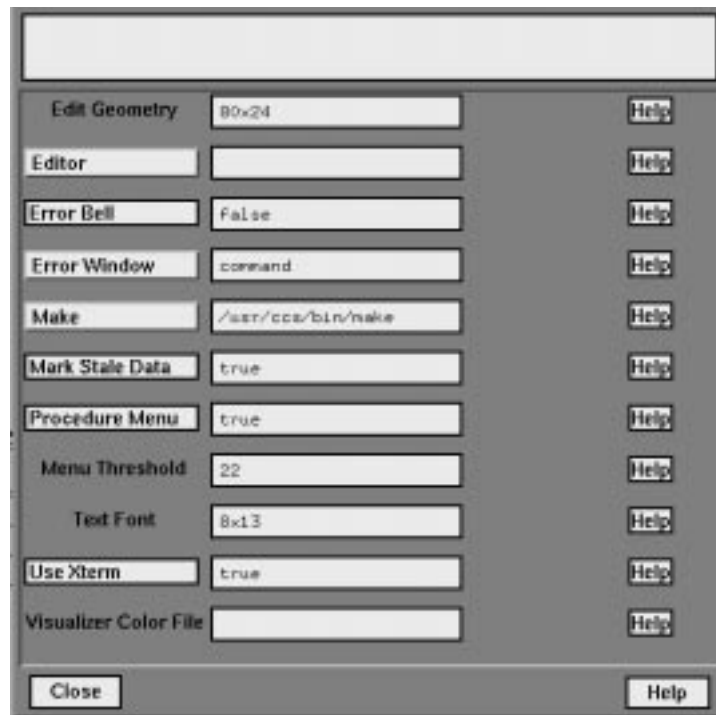 Edit Geometry 80x24 Help
Editor Help
Error Bell false Help
Error Window command Help
Make /usr/ccs/bin/make Help
Mark Stale Data true Help
Procedure Menu true Help
Menu Threshold 22 Help
Text Font 8x13 Help
Use Xterm true Help
Visualizer Color File Help
Close Help